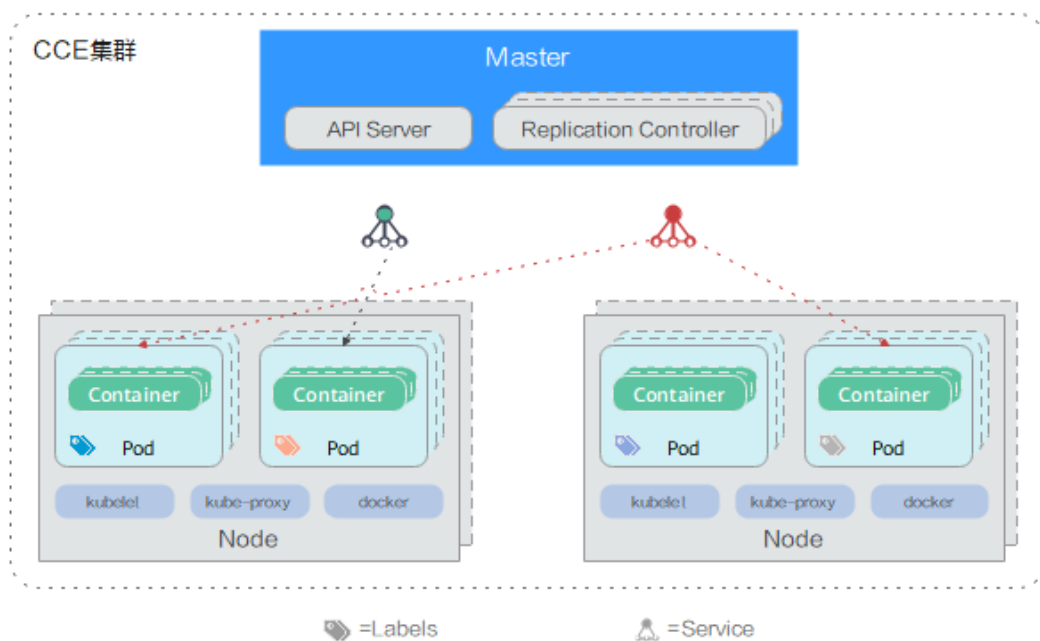 CCE集群
Master
API Server
Replication Controller
Container
Container
Container
Container
Pod
Pod
Pod
Pod
kubelet
kube-proxy
docker
kubelet
kube-proxy
docker
Node
Node
=Labels
=Service